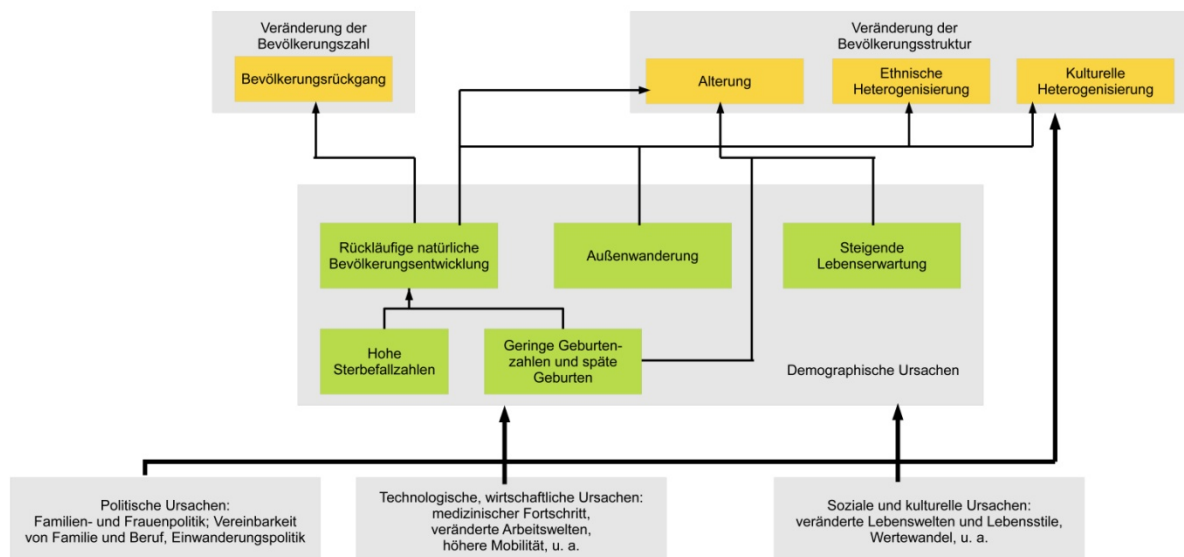 Veränderung der
Bevölkerungszahl
Bevölkerungsrückgang
Veränderung der
Bevölkerungsstruktur
Alterung
Ethnische
Heterogenisierung
Kulturelle
Heterogenisierung
Rückläufige natürliche
Bevölkerungsentwicklung
Außenwanderung
Steigende
Lebenserwartung
Hohe
Sterbefallzahlen
Geringe Geburten-
zahlen und späte
Geburten
Demographische Ursachen
Politische Ursachen:
Familien- und Frauenpolitik; Vereinbarkeit
von Familie und Beruf, Einwanderungspolitik
Technologische, wirtschaftliche Ursachen:
medizinischer Fortschritt,
veränderte Arbeitswelten,
höhere Mobilität, u. a.
Soziale und kulturelle Ursachen:
veränderte Lebenswelten und Lebensstile,
Wertewandel, u. a.